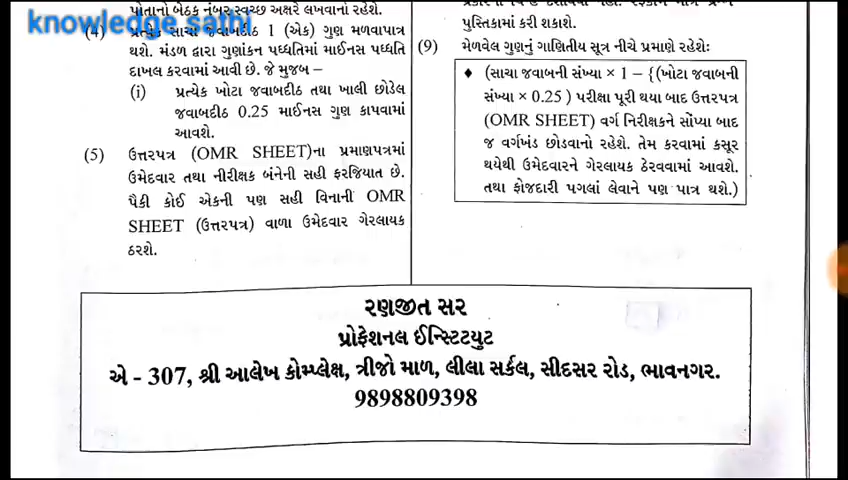 પોતાનો બેઠક નંબર સ્વચ્છ અક્ષરે લખવાનો રહેશે.
knowledge sathi
(4) પ્રત્યેક સાચા જવાબદીઠ 1 (એક) ગુણ મળવાપાત્ર
થશે. મંડળ દ્વારા ગુણાંકન પધ્ધતિમાં માઈનસ પધ્ધતિ
દાખલ કરવામાં આવી છે. જે મુજબ –
(i) પ્રત્યેક ખોટા જવાબદીઠ તથા ખાલી છોડેલ
જવાબદીઠ 0.25 માઈનસ ગુણ કાપવામાં
આવશે.
(5) ઉત્તરપત્ર (OMR SHEET)ના પ્રમાણપત્રમાં
ઉમેદવાર તથા નીરીક્ષક બંનેની સહી ફરજિયાત છે.
પૈકી કોઈ એકની પણ સહી વિનાની OMR
SHEET (ઉત્તરપત્ર) વાળા ઉમેદવાર ગેરલાયક
ઠરશે.
પુસ્તિકામાં કરી શકાશે.
(9) મેળવેલ ગુણનું ગાણિતીય સૂત્ર નીચે પ્રમાણે રહેશેઃ
♦ (સાચા જવાબની સંખ્યા × 1 – {(ખોટા જવાબની
સંખ્યા × 0.25) પરીક્ષા પૂરી થયા બાદ ઉત્તરપત્ર
(OMR SHEET) વર્ગ નિરીક્ષકને સોંપ્યા બાદ
જ વર્ગખંડ છોડવાનો રહેશે. તેમ કરવામાં કસૂર
થયેથી ઉમેદવારને ગેરલાયક ઠેરવવામાં આવશે.
તથા ફોજદારી પગલાં લેવાને પણ પાત્ર થશે.)
રણજીત સર
પ્રોફેશનલ ઈન્સ્ટિટયુટ
એ - 307, શ્રી આલેખ કોમ્પ્લેક્ષ, ત્રીજો માળ, લીલા સર્કલ, સીદસર રોડ, ભાવનગર.
9898809398